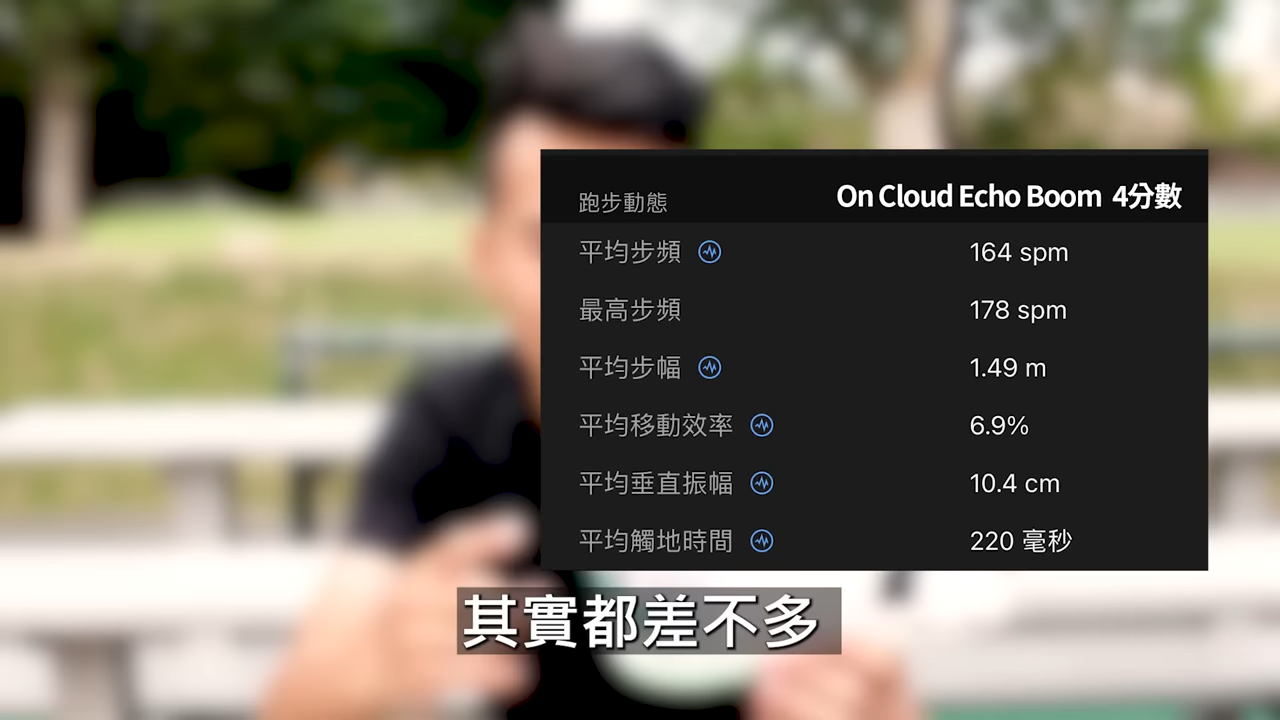 跑步動態 On Cloud Echo Boom 4分數
平均步頻 164 spm
最高步頻 178 spm
平均步幅 1.49 m
平均移動效率 6.9%
平均垂直振幅 10.4 cm
平均觸地時間 220 毫秒
其實都差不多